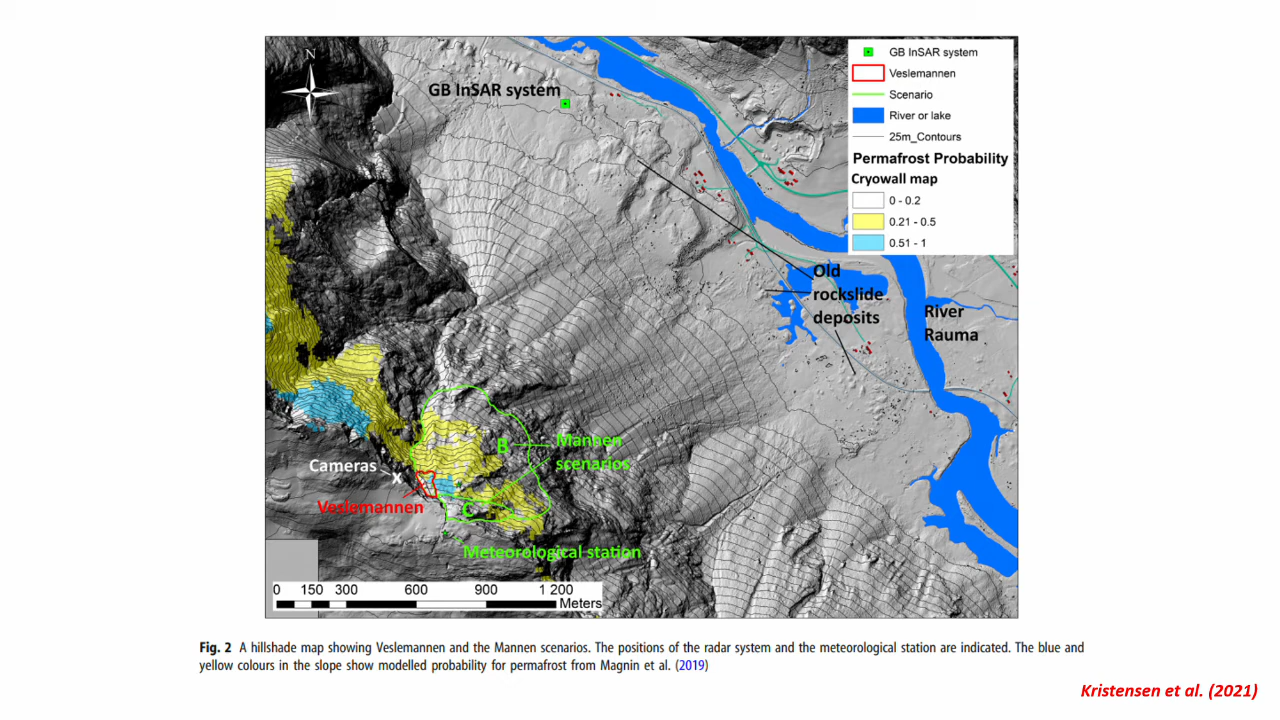 N
GB InSAR system
GB InSAR system
Veslemannen
Scenario
River or lake
25m_Contours
Permafrost Probability
Cryowall map
0 - 0.2
0.21 - 0.5
0.51 - 1
Old
rockslide
deposits
River
Rauma
B
Mannen
scenarios
Cameras
X
Veslemannen
C
Meteorological station
0 150 300 600 900 1 200
Meters
Fig. 2 A hillshade map showing Veslemannen and the Mannen scenarios. The positions of the radar system and the meteorological station are indicated. The blue and
yellow colours in the slope show modelled probability for permafrost from Magnin et al. (2019)
Kristensen et al. (2021)